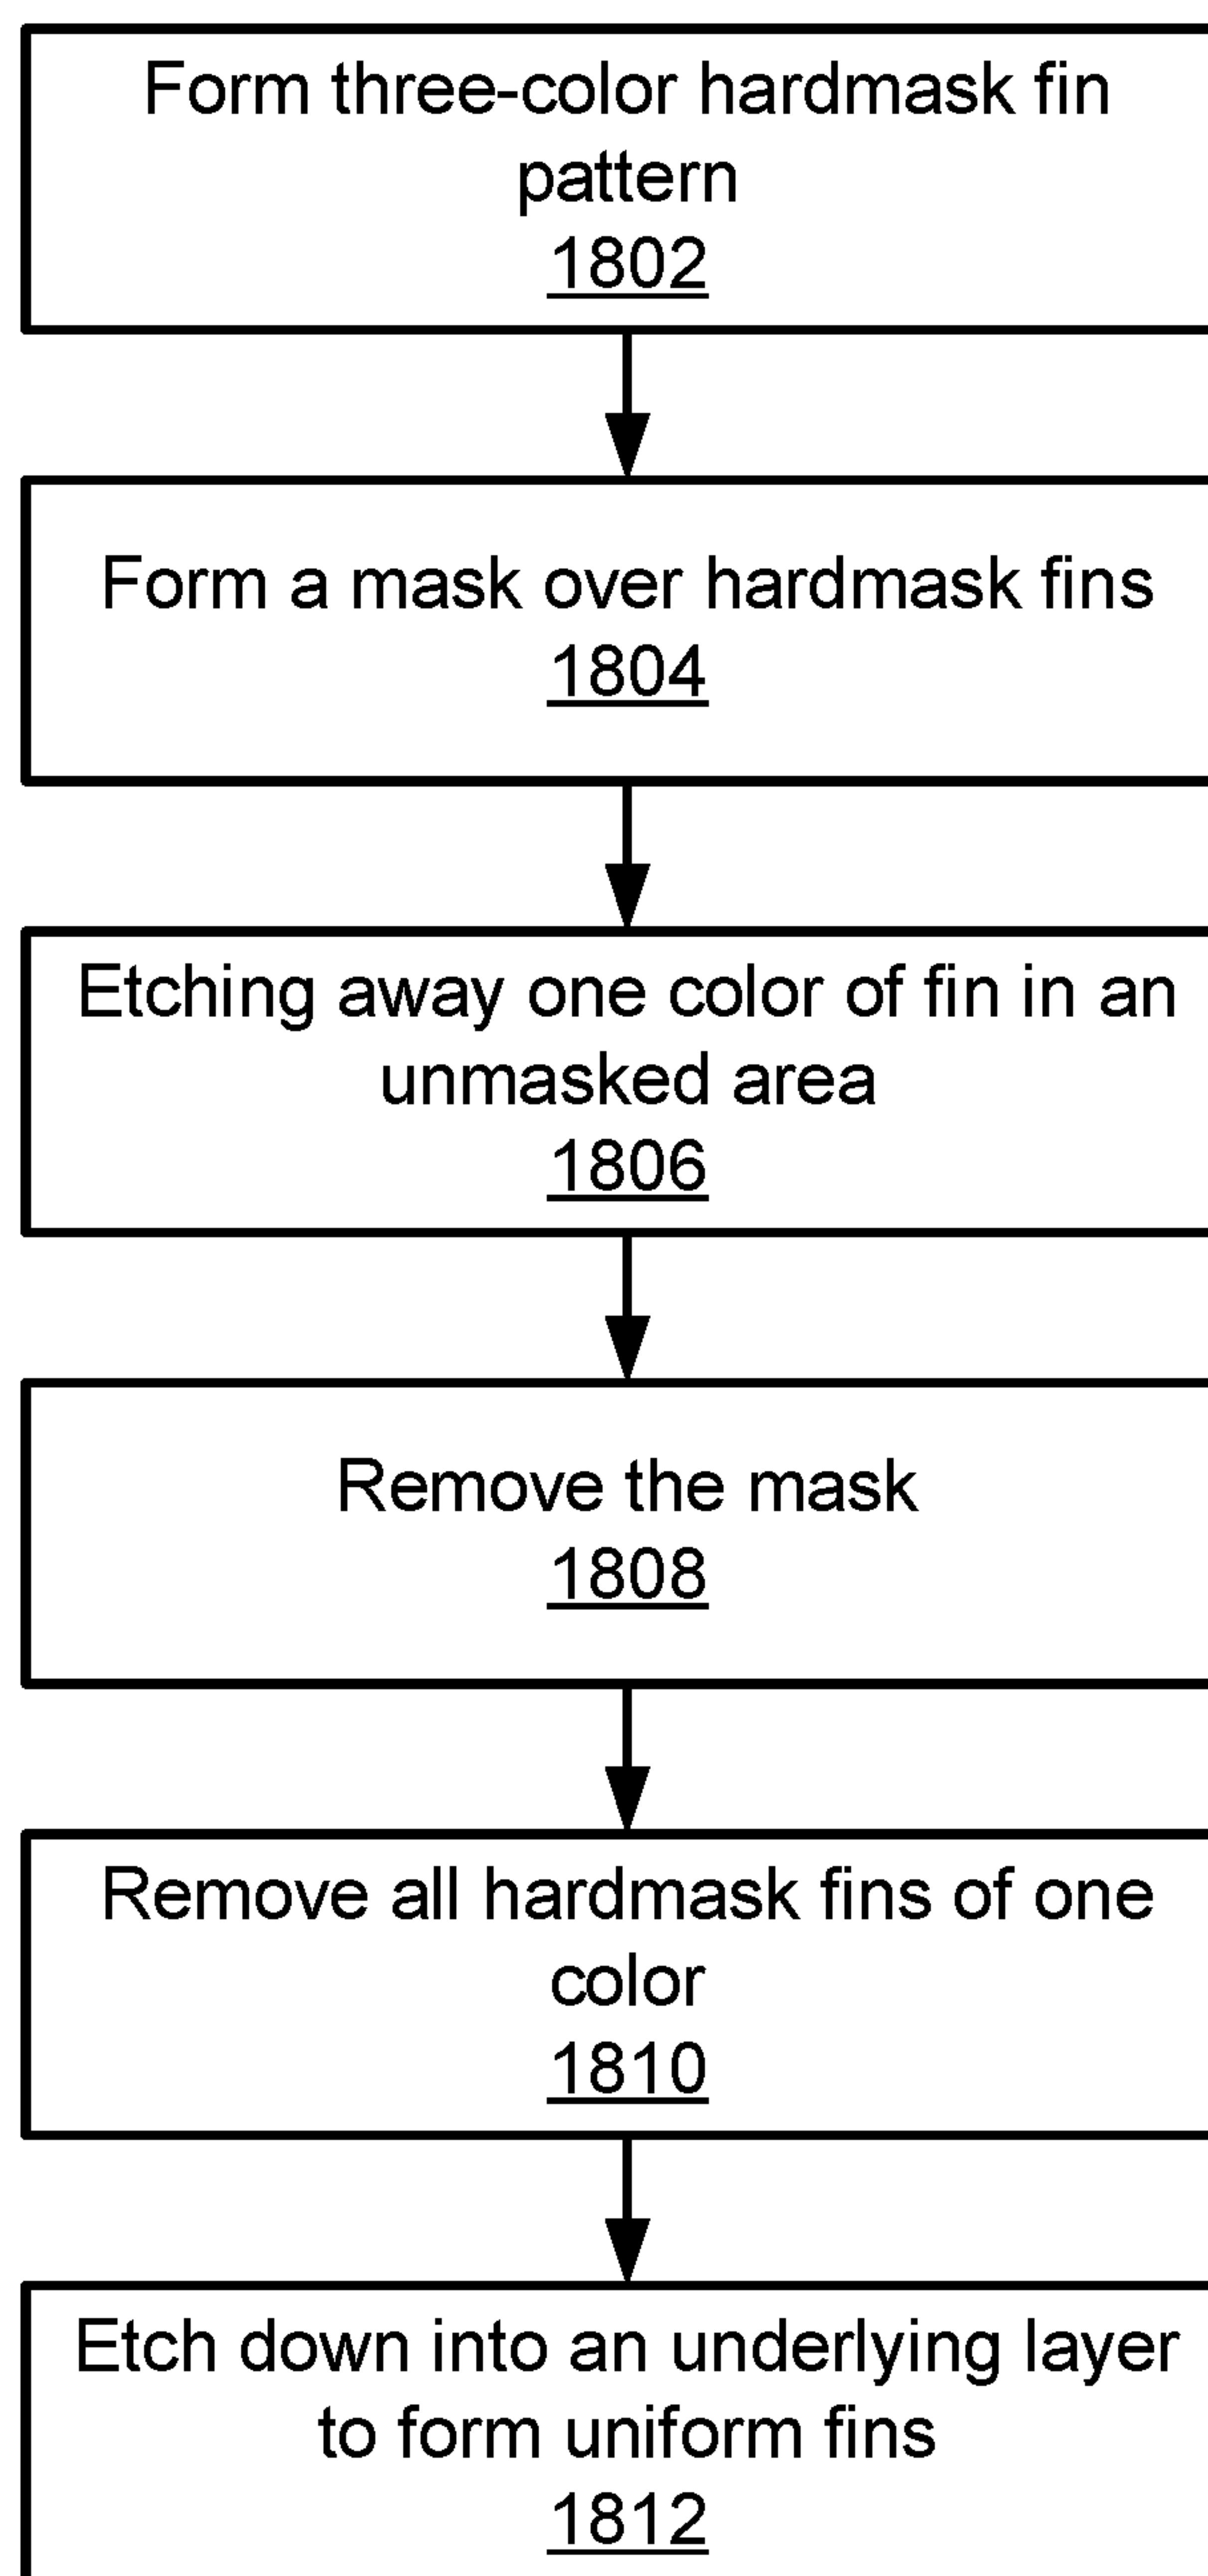 Form three-color hardmask fin
pattern
1802
Form a mask over hardmask fins
1804
Etching away one color of fin in an
unmasked area
1806
Remove the mask
1808
Remove all hardmask fins of one
color
1810
Etch down into an underlying layer
to form uniform fins
1812